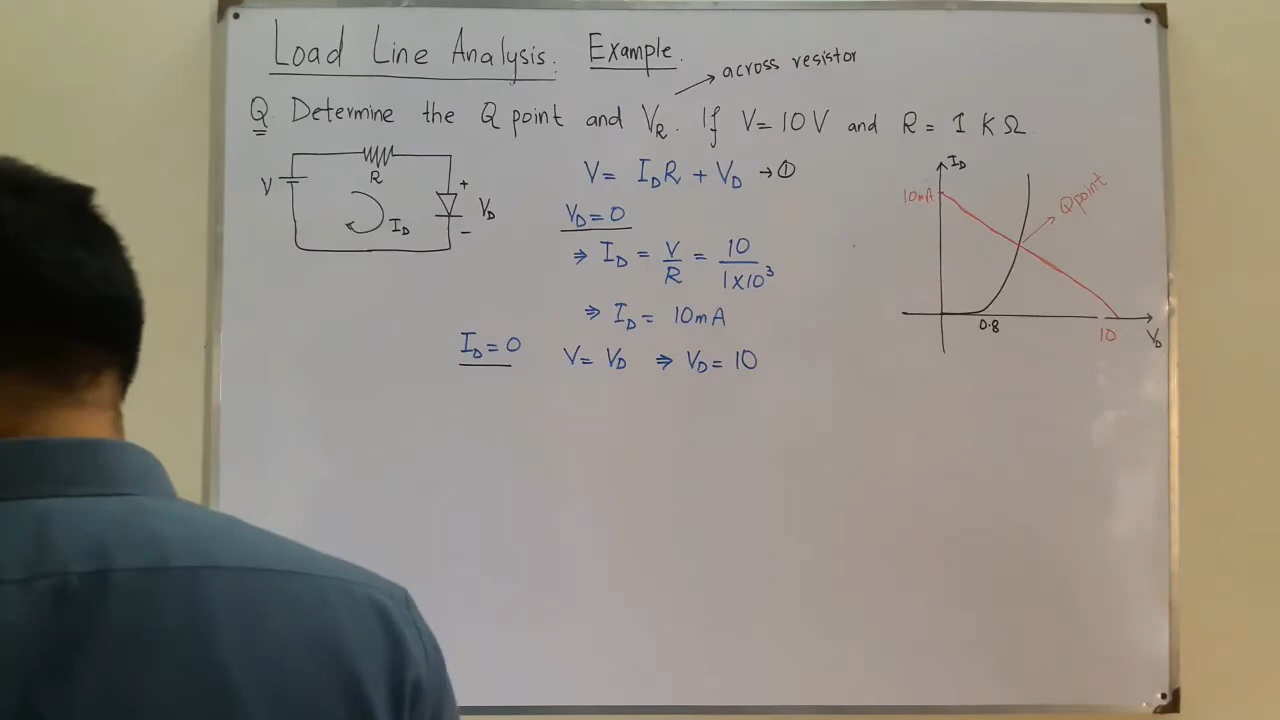 Load Line Analysis. Example.
across resistor
Q Determine the Q point and V_R. If V = 10 V and R = 1 K Ω.
V
R
I_D
+
V_D
-
V = I_D R + V_D → ①
V_D = 0
⇒ I_D = V/R = 10/1×10³
⇒ I_D = 10mA
I_D = 0 V = V_D ⇒ V_D = 10
I_D
10mA
Q point
0.8
10
V_D